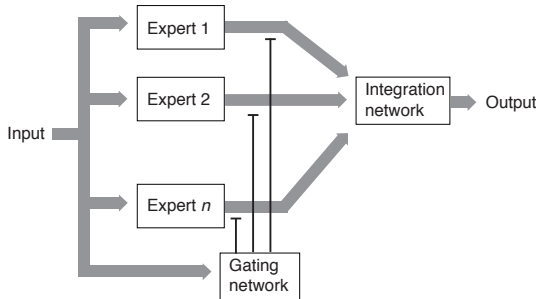 Expert 1
Expert 2
Integration
network
Output
Input
Expert n
Gating
network